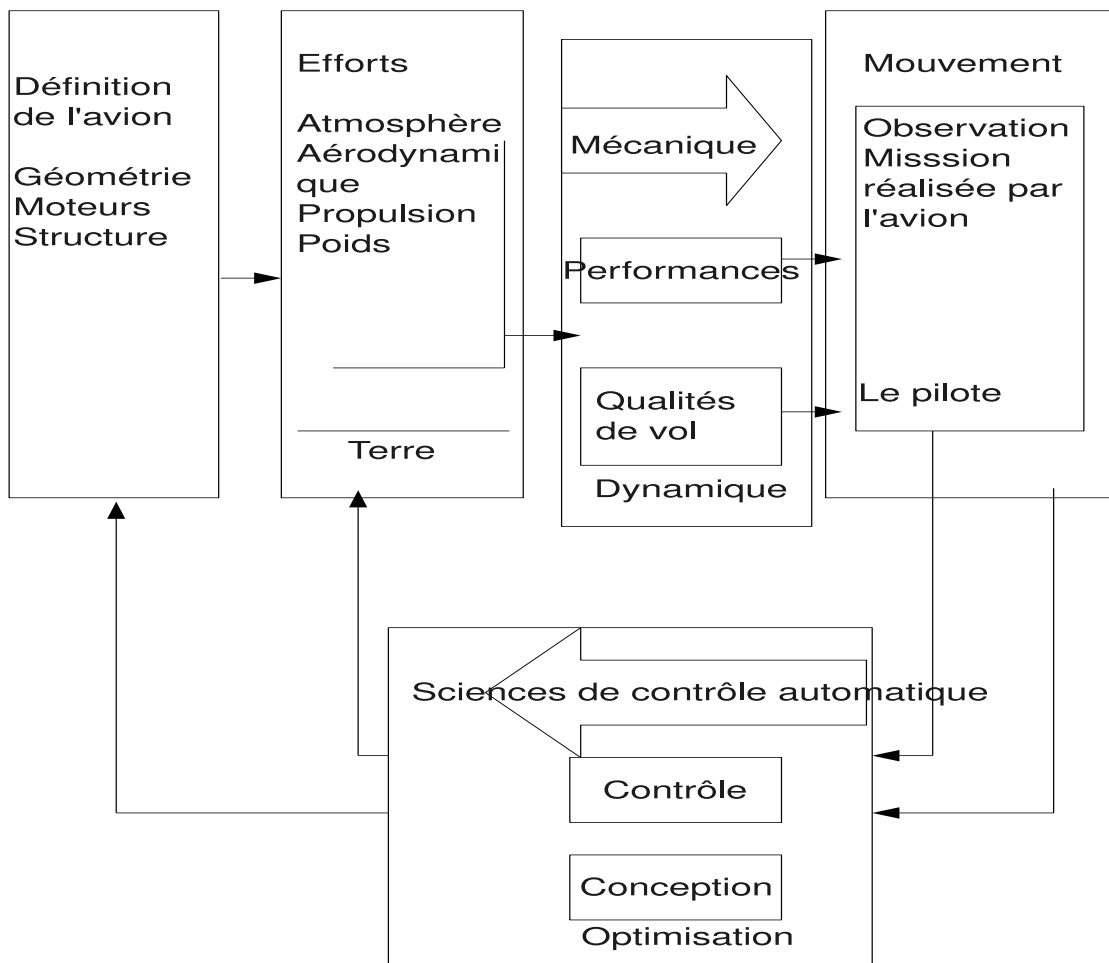 Définition
de l'avion
Géométrie
Moteurs
Structure
Efforts
Atmosphère
Aérodynami
que
Propulsion
Poids
Terre
Mécanique
Performances
Qualités
de vol
Dynamique
Mouvement
Observation
Misssion
réalisée par
l'avion
Le pilote
Sciences de contrôle automatique
Contrôle
Conception
Optimisation